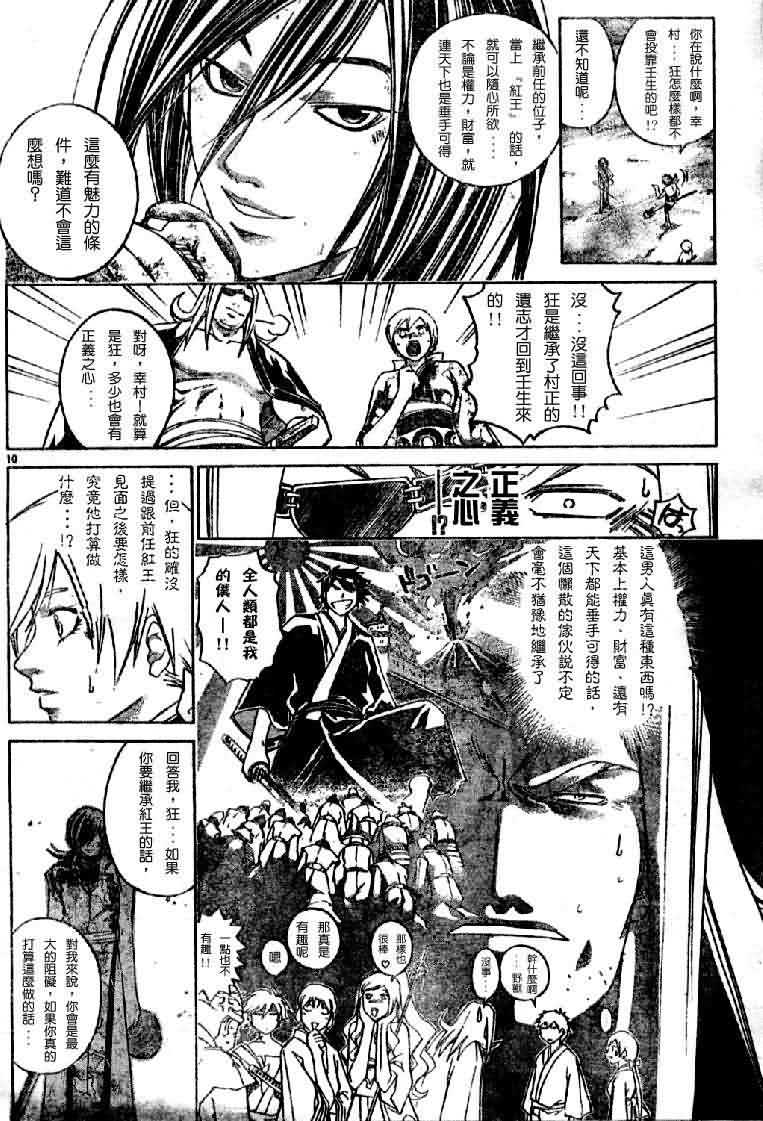 你在說什麼啊，幸
村…狂怎麼樣都不
會投靠壬生的吧!?
還不知道呢…
繼承前任的位子，
當上『紅王』的話，
就可以隨心所欲…
不論是權力，財富，就
連天下也是垂手可得
這麼有魅力的條
件，難道不會這
麼想嗎？
沒…沒這回事!!
狂是繼承了村正的
遺志才回到壬生來
的!!
對呀，幸村—就算
是狂，多少也會有
正義之心…
10
正義
之心
—!?
はっ
這男人真有這種東西嗎!?
基本上權力、財富、還有
天下都能垂手可得的話，
這個懶散的傢伙說不定
會毫不猶豫地繼承了
ドゴーン
全人類都是我
的僕人—!!
幹什麼啊
…野獸
沒事…
那樣也
很棒♡
那真是
有趣呢
嗯
一點也不
有趣!!
…但，狂的確沒
提過跟前任紅王
見面之後要怎樣，
究竟他打算做
什麼…!?
回答我，狂…如果
你要繼承紅王的話，
對我來說，你會是最
大的阻礙，如果你真的
打算這麼做的話…